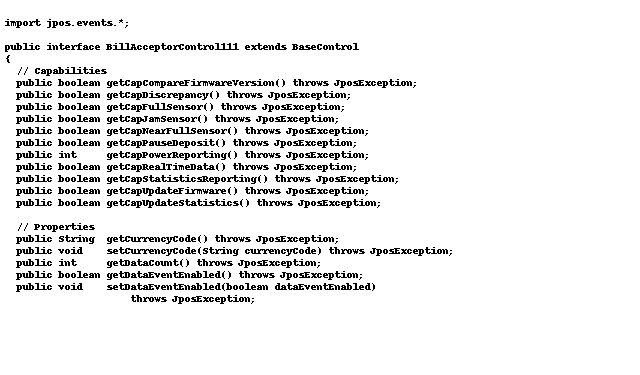 import jpos.events.*;

public interface BillAcceptorControl111 extends BaseControl
{
  // Capabilities
  public boolean getCapCompareFirmwareVersion() throws JposException;
  public boolean getCapDiscrepancy() throws JposException;
  public boolean getCapFullSensor() throws JposException;
  public boolean getCapJamSensor() throws JposException;
  public boolean getCapNearFullSensor() throws JposException;
  public boolean getCapPauseDeposit() throws JposException;
  public int     getCapPowerReporting() throws JposException;
  public boolean getCapRealTimeData() throws JposException;
  public boolean getCapStatisticsReporting() throws JposException;
  public boolean getCapUpdateFirmware() throws JposException;
  public boolean getCapUpdateStatistics() throws JposException;

  // Properties
  public String  getCurrencyCode() throws JposException;
  public void    setCurrencyCode(String currencyCode) throws JposException;
  public int     getDataCount() throws JposException;
  public boolean getDataEventEnabled() throws JposException;
  public void    setDataEventEnabled(boolean dataEventEnabled)
                     throws JposException;